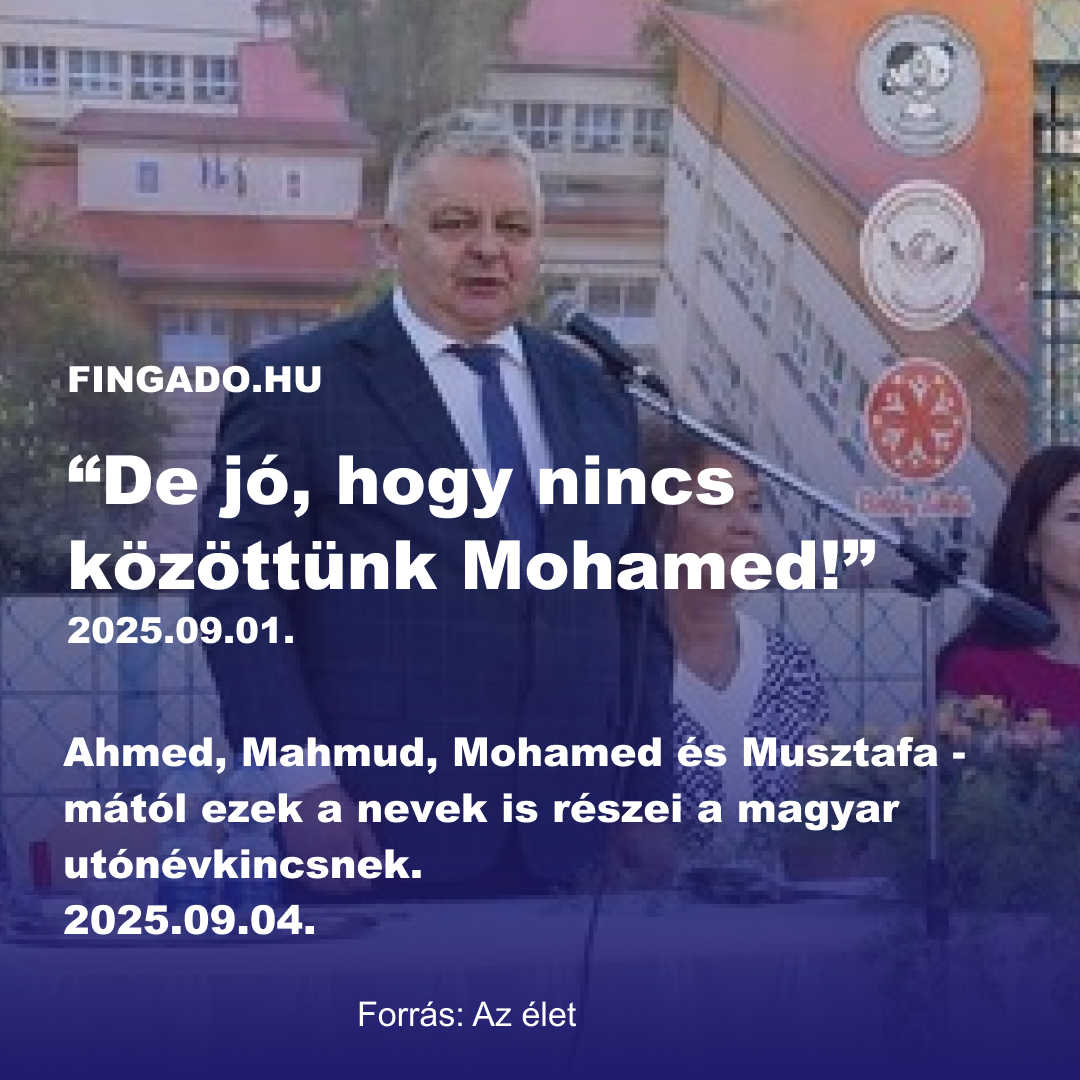 FINGADO.HU
“De jó, hogy nincs
közöttünk Mohamed!”
2025.09.01.
Ahmed, Mahmud, Mohamed és Musztafa -
mától ezek a nevek is részei a magyar
utónévkincsnek.
2025.09.04.
Forrás: Az élet